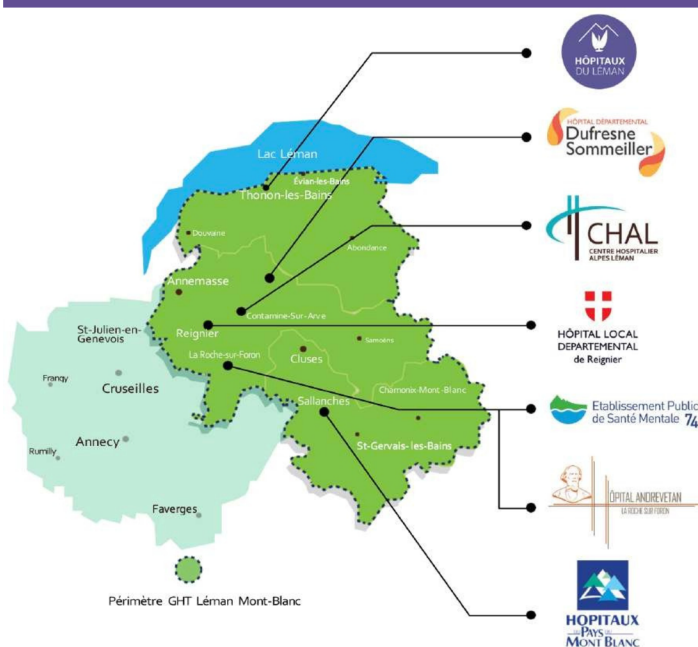 HÔPITAUX
DU LÉMAN
HÔPITAL DÉPARTEMENTAL
Dufresne
Sommeiller
Lac Léman
Évian-les-Bains
Thonon-les-Bains
Douvaine
Abondance
CHAL
CENTRE HOSPITALIER
ALPES LÉMAN
Annemasse
Contamine-Sur-Arve
St-Julien-en-
Genevois
Reignier
Samoëns
HÔPITAL LOCAL
DEPARTEMENTAL
de Reignier
La Roche-sur-Foron
Cluses
Frangy
Cruseilles
Chamonix-Mont-Blanc
Sallanches
Etablissement Public
de Santé Mentale 74
Annecy
Rumilly
St-Gervais-les-Bains
ÔPITAL ANDREVETAN
LA ROCHE SUR FORON
Faverges
Périmètre GHT Léman Mont-Blanc
HOPITAUX
DU PAYS DU
MONT BLANC